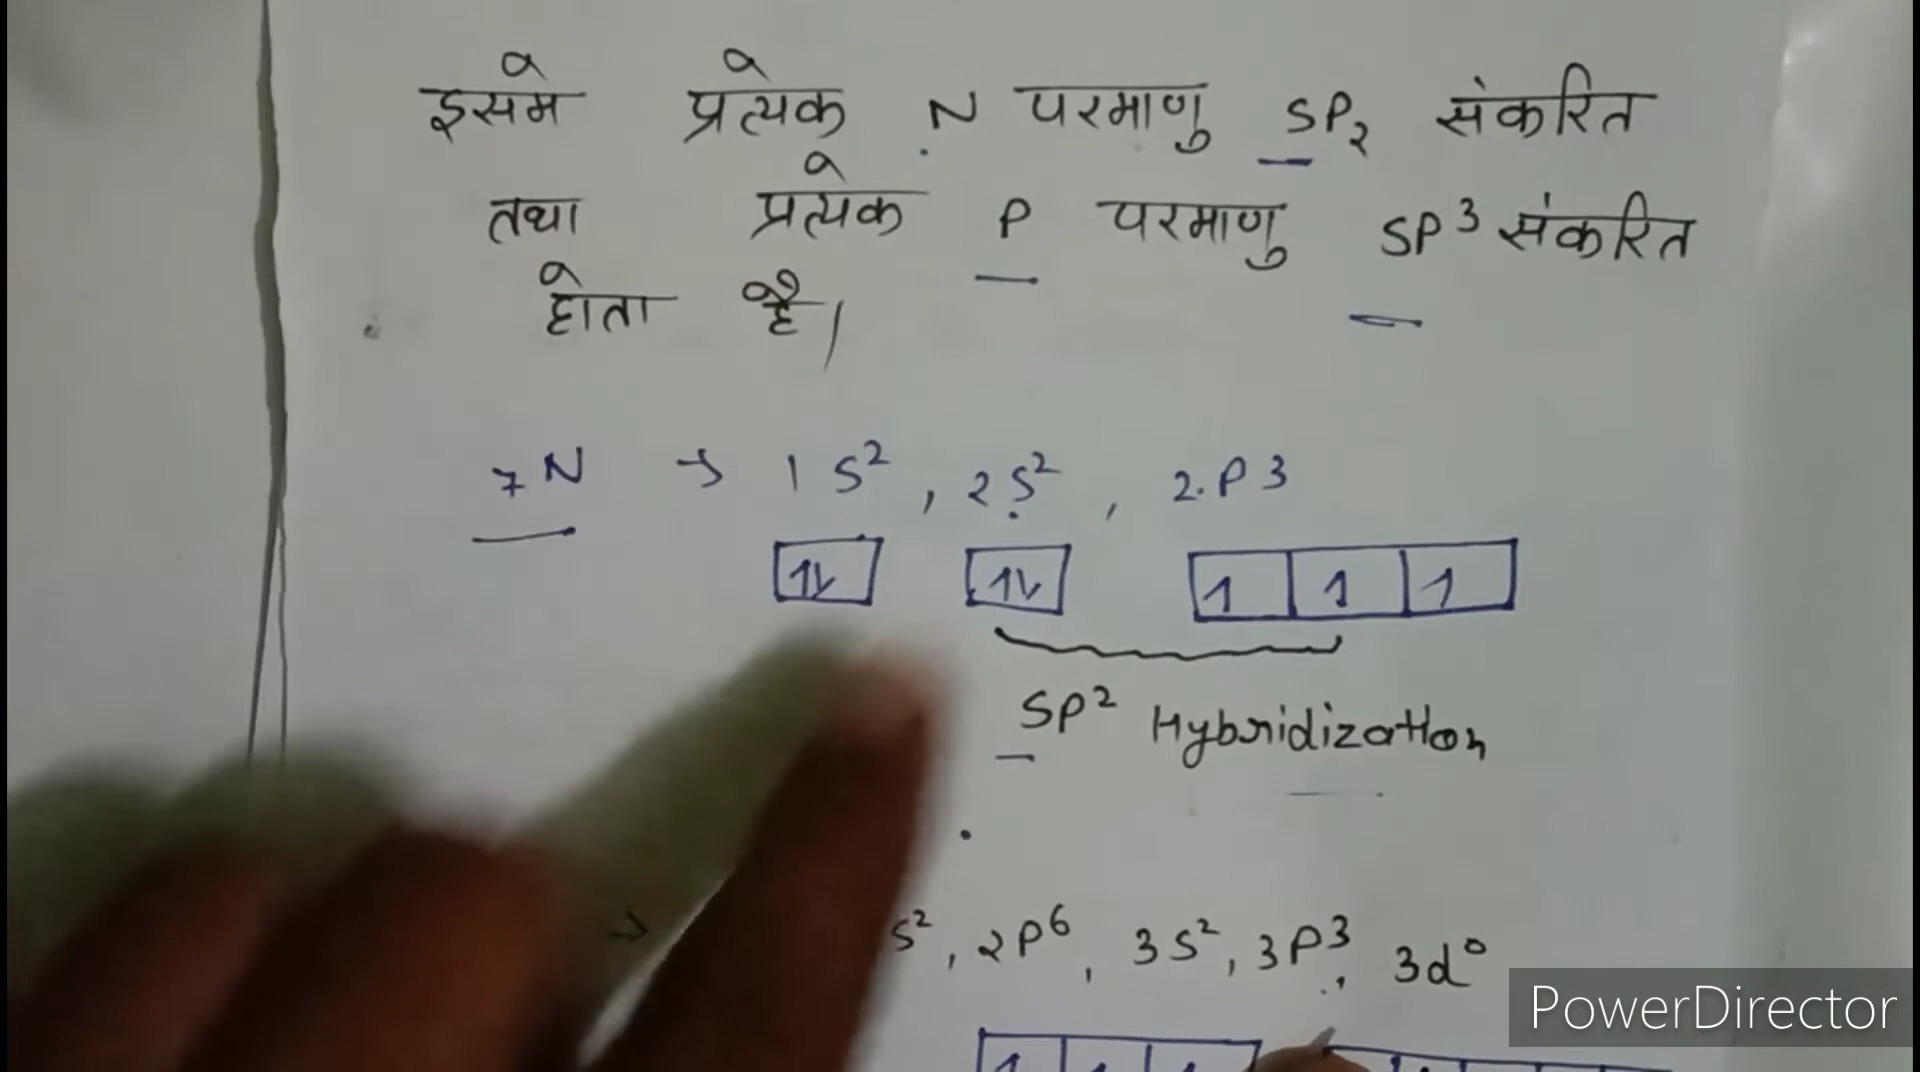 इसमे प्रत्येक N परमाणु SP₂ संकरित
तथा प्रत्येक P परमाणु SP³ संकरित
होता है।
₇N → 1S², 2S², 2P3
1↓ 1↓ 1 1 1
SP² Hybridization
→ S², 2P⁶, 3S², 3P³ 3d⁰
PowerDirector